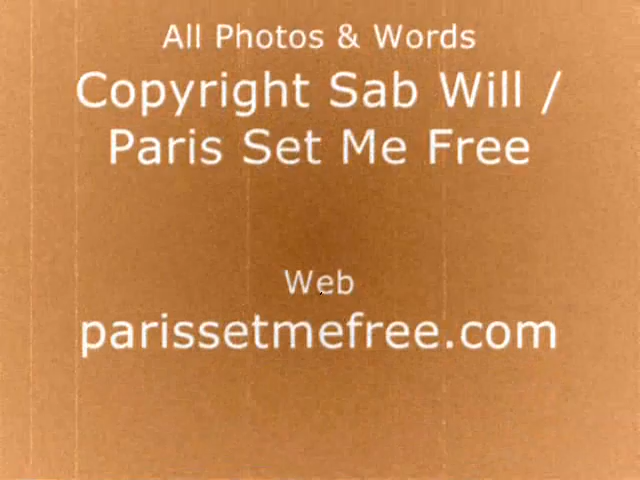 All Photos & Words
Copyright Sab Will /
Paris Set Me Free
Web
parissetmefree.com